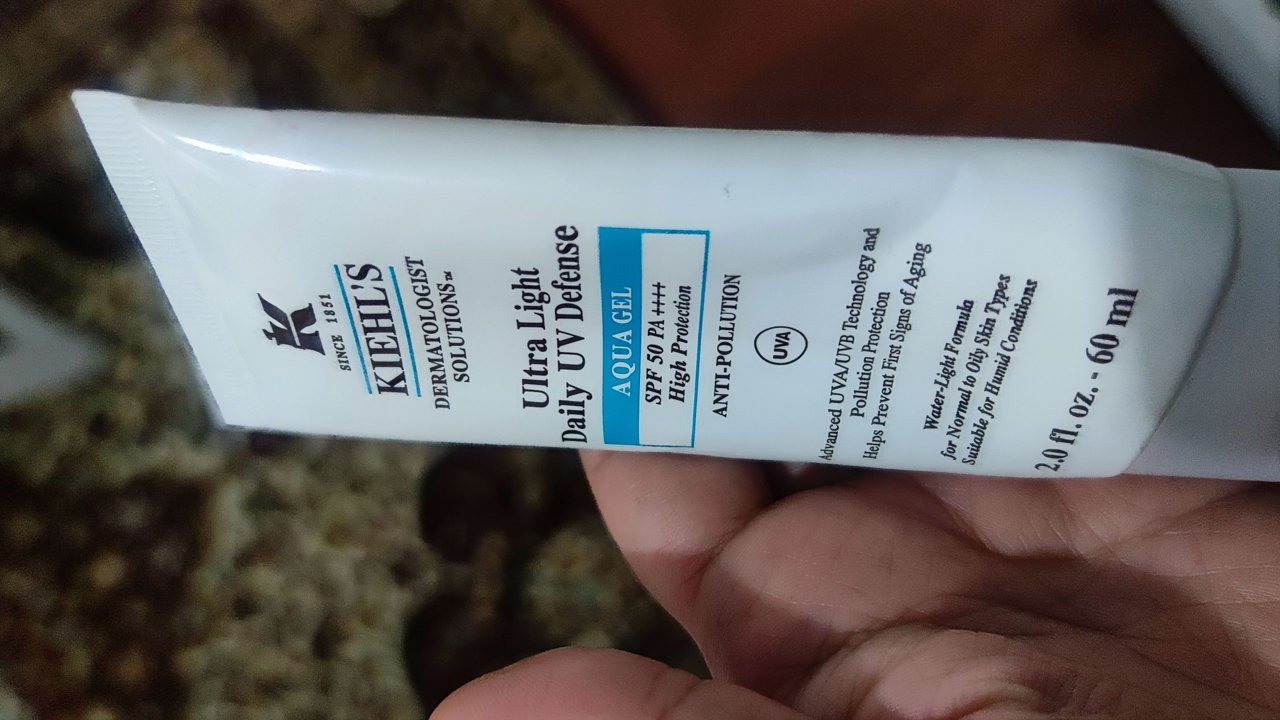 K
SINCE 1851
KIEHL'S
DERMATOLOGIST
SOLUTIONS™
Ultra Light
Daily UV Defense
AQUA GEL
SPF 50 PA ++++
High Protection
ANTI-POLLUTION
UVA
Advanced UVA/UVB Technology and
Pollution Protection
Helps Prevent First Signs of Aging
Water-Light Formula
for Normal to Oily Skin Types
Suitable for Humid Conditions
2.0 fl. oz. - 60 ml